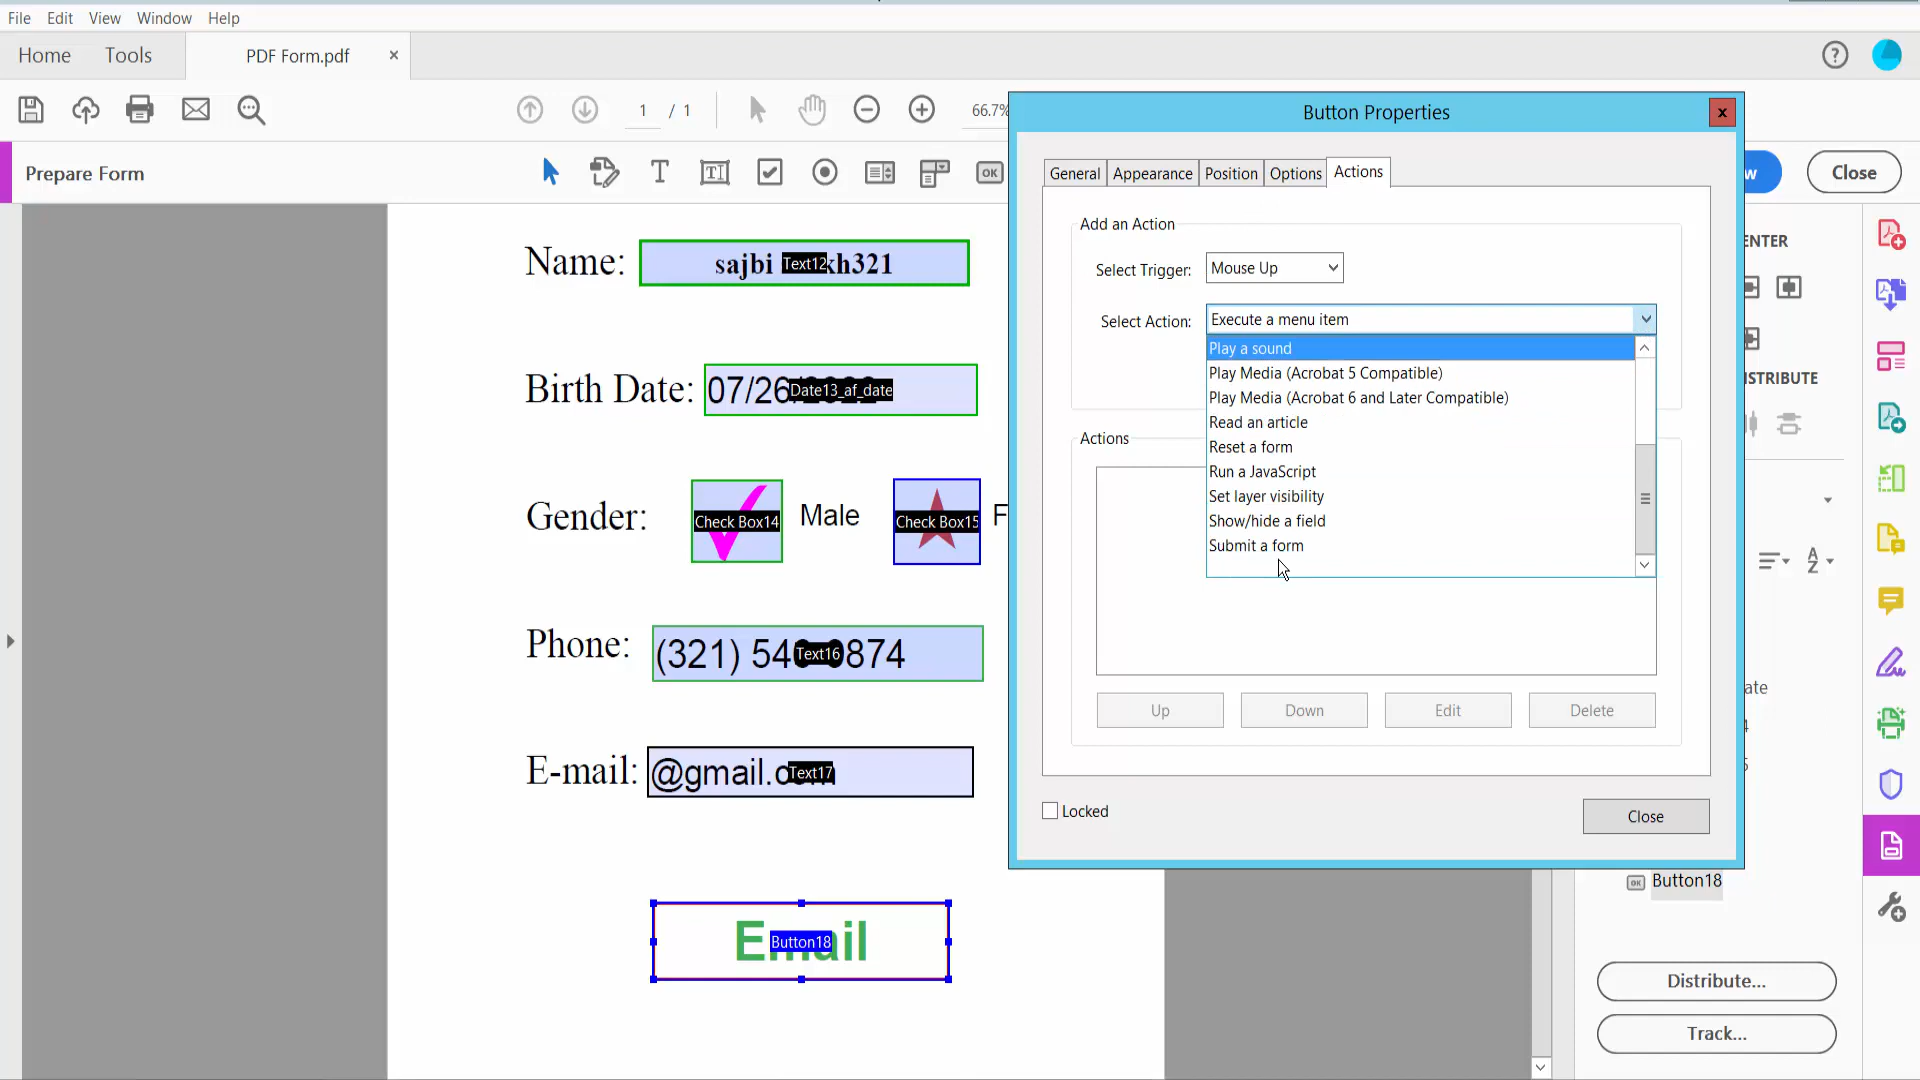 File Edit View Window Help
Home Tools PDF Form.pdf ×
1 / 1 66.7%
Button Properties x
Prepare Form
OK
Close
General Appearance Position Options Actions
Add an Action
Select Trigger: Mouse Up
Select Action: Execute a menu item
Play a sound
Play Media (Acrobat 5 Compatible)
Play Media (Acrobat 6 and Later Compatible)
Read an article
Reset a form
Run a JavaScript
Set layer visibility
Show/hide a field
Submit a form
Actions
Up Down Edit Delete
Locked
Close
Name: sajbi Text12 kh321
Birth Date: 07/26/ Date13_af_date
Gender: Check Box14 Male Check Box15 F
Phone: (321) 54 Text16 874
E-mail: @gmail.c Text17
E Button18 ail
ENTER
ISTRIBUTE
ate
4
5
OK Button18
Distribute...
Track...